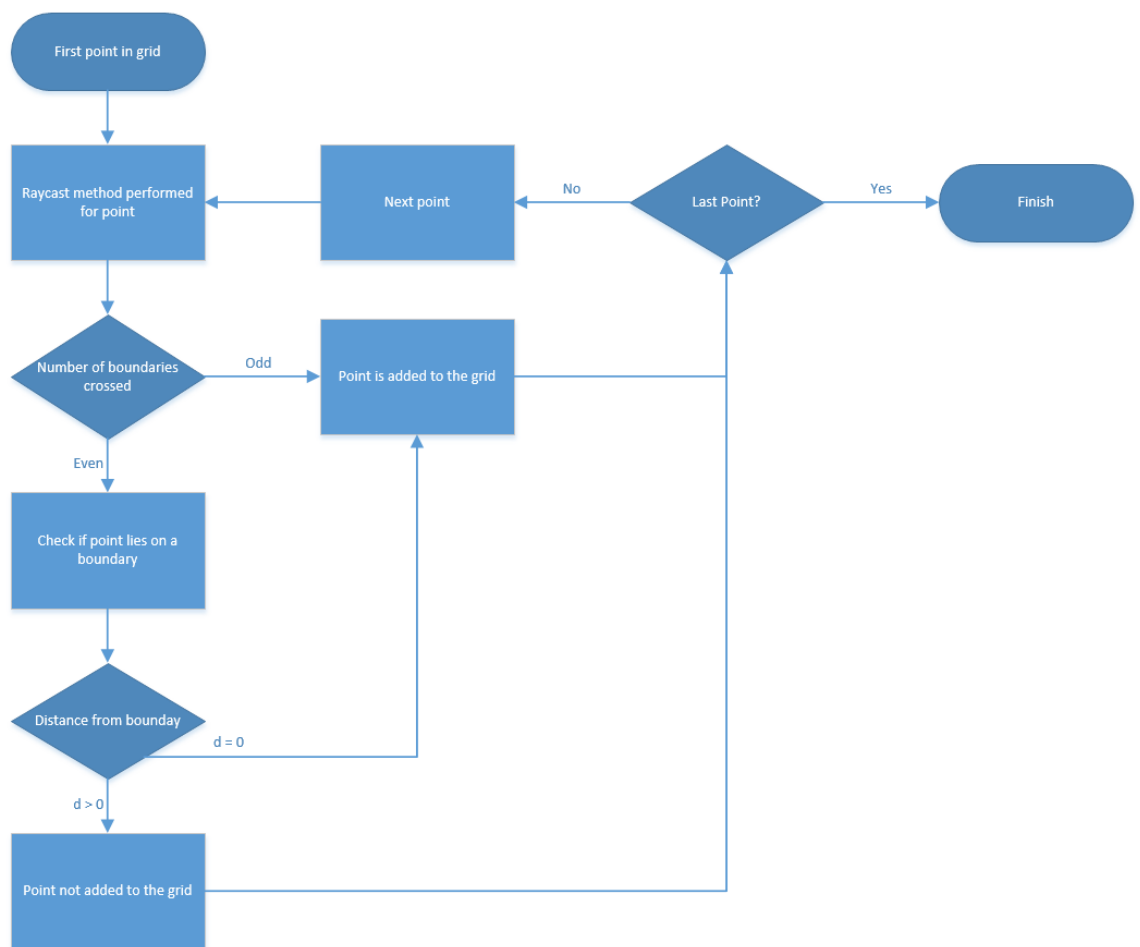 First point in grid
Raycast method performed
for point
Next point
No
Last Point?
Yes
Finish
Number of boundaries
crossed
Odd
Point is added to the grid
Even
Check if point lies on a
boundary
Distance from bounday
d = 0
d > 0
Point not added to the grid